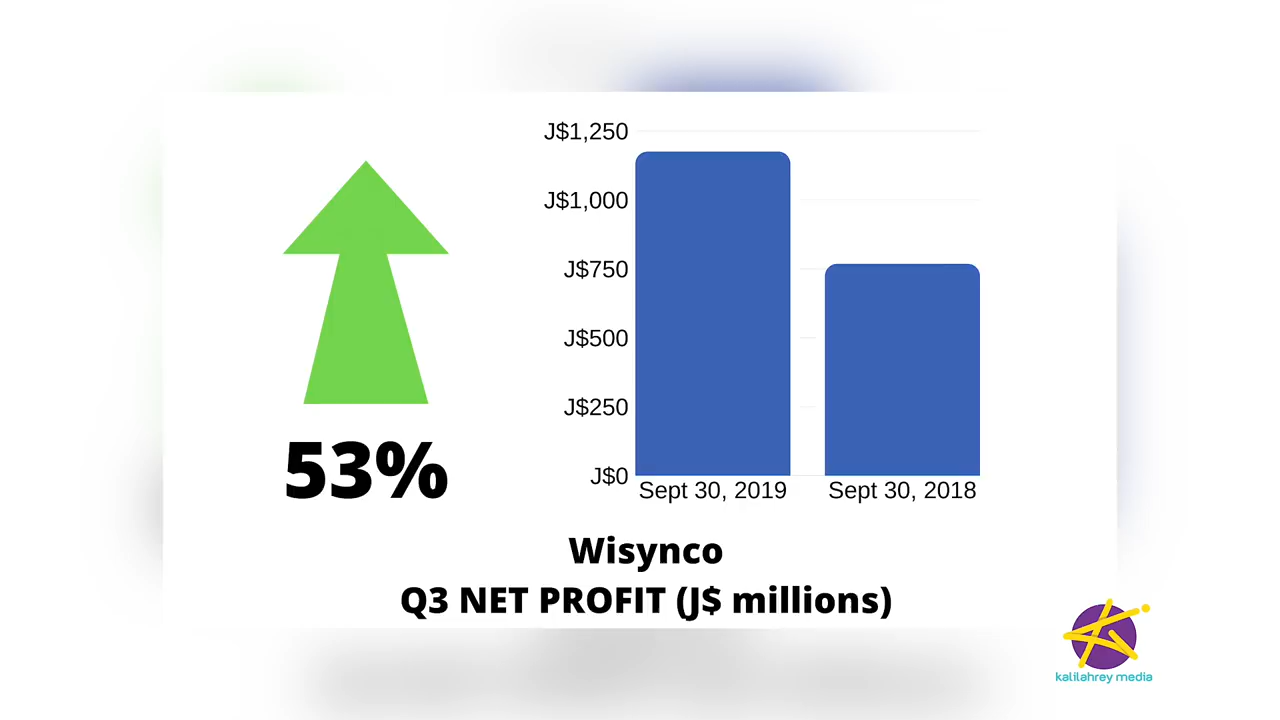 J$1,250
J$1,000
J$750
J$500
J$250
J$0
Sept 30, 2019 Sept 30, 2018
53%
Wisynco
Q3 NET PROFIT (J$ millions)
kalilahrey media